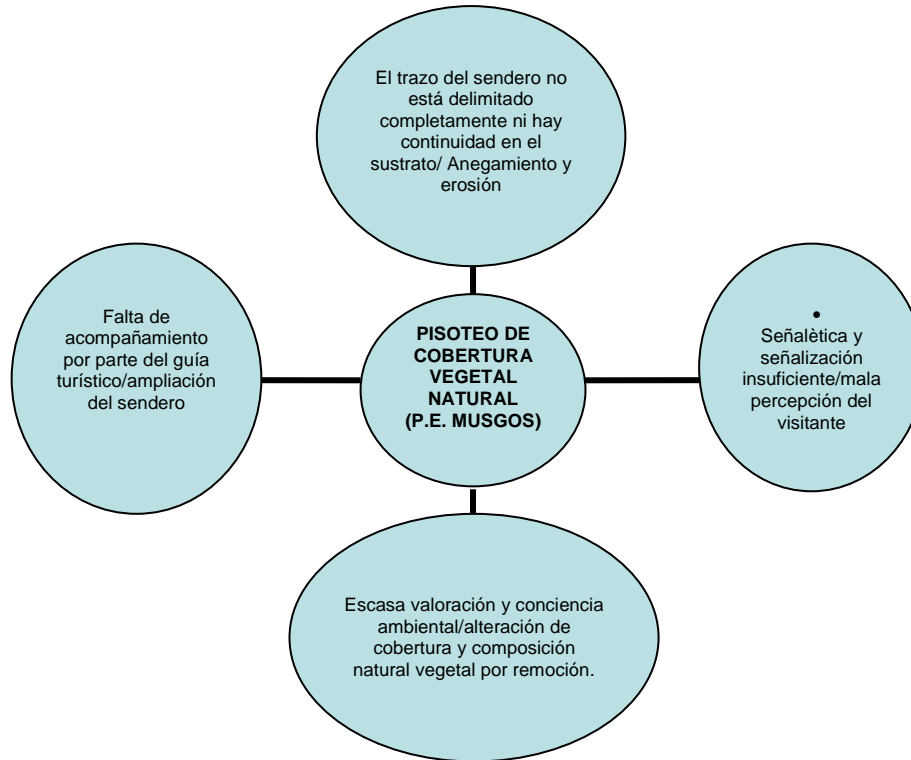 El trazo del sendero no
está delimitado
completamente ni hay
continuidad en el
sustrato/ Anegamiento y
erosión
Falta de
acompañamiento
por parte del guía
turístico/ampliación
del sendero
PISOTEO DE
COBERTURA
VEGETAL
NATURAL
(P.E. MUSGOS)
•
Señalètica y
señalización
insuficiente/mala
percepción del
visitante
Escasa valoración y conciencia
ambiental/alteración de
cobertura y composición
natural vegetal por remoción.